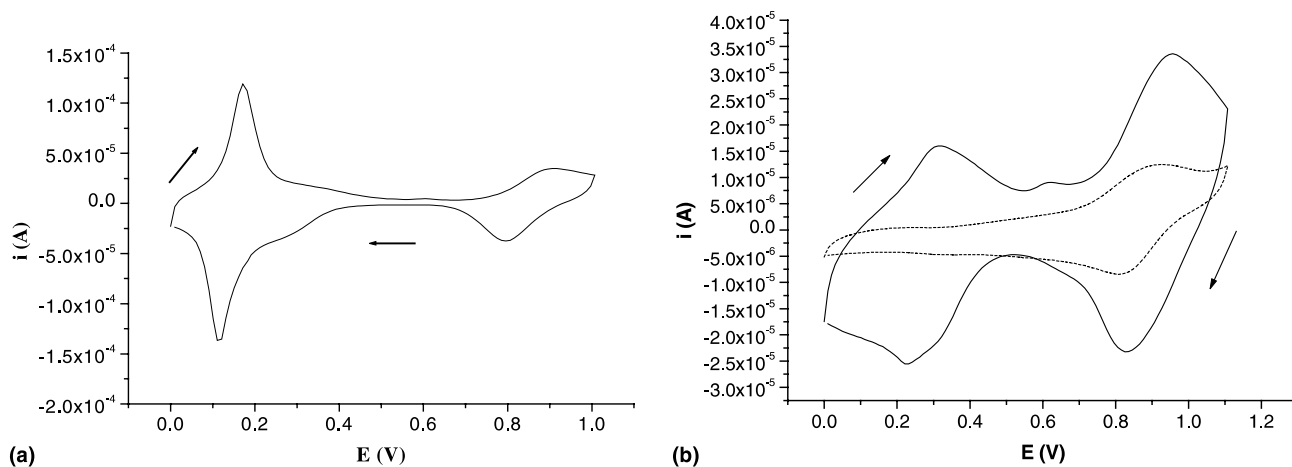 1.5x10⁻⁴
1.0x10⁻⁴
5.0x10⁻⁵
0.0
-5.0x10⁻⁵
-1.0x10⁻⁴
-1.5x10⁻⁴
-2.0x10⁻⁴
i (A)
0.0 0.2 0.4 0.6 0.8 1.0
E (V)
(a)
4.0x10⁻⁵
3.5x10⁻⁵
3.0x10⁻⁵
2.5x10⁻⁵
2.0x10⁻⁵
1.5x10⁻⁵
1.0x10⁻⁵
5.0x10⁻⁶
0.0
-5.0x10⁻⁶
-1.0x10⁻⁵
-1.5x10⁻⁵
-2.0x10⁻⁵
-2.5x10⁻⁵
-3.0x10⁻⁵
i (A)
0.0 0.2 0.4 0.6 0.8 1.0 1.2
E (V)
(b)